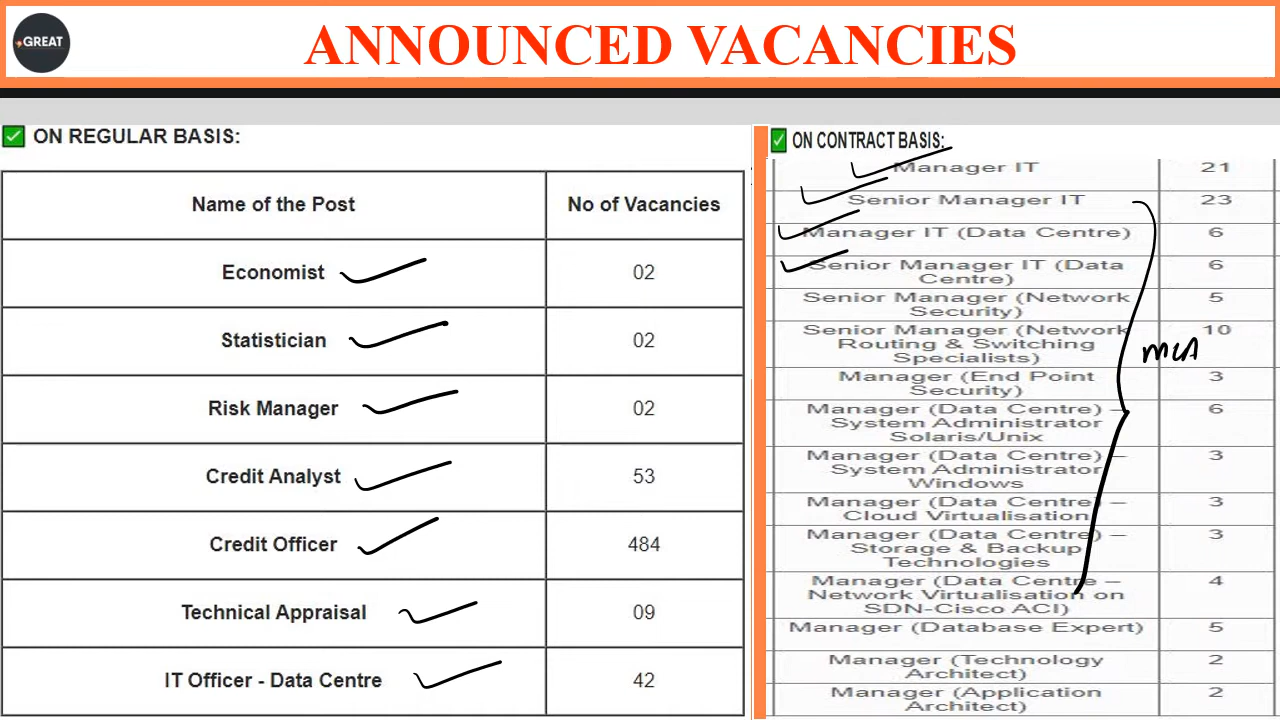 GREAT
ANNOUNCED VACANCIES
ON REGULAR BASIS:
Name of the Post No of Vacancies
Economist 02
Statistician 02
Risk Manager 02
Credit Analyst 53
Credit Officer 484
Technical Appraisal 09
IT Officer - Data Centre 42
ON CONTRACT BASIS:
Manager IT 21
Senior Manager IT 23
Manager IT (Data Centre) 6
Senior Manager IT (Data 6
Centre)
Senior Manager (Network 5
Security)
Senior Manager (Network 10
Routing & Switching
Specialists)
MCA
Manager (End Point 3
Security)
Manager (Data Centre) – 6
System Administrator
Solaris/Unix
Manager (Data Centre) – 3
System Administrator
Windows
Manager (Data Centre) – 3
Cloud Virtualisation
Manager (Data Centre) – 3
Storage & Backup
Technologies
Manager (Data Centre – 4
Network Virtualisation on
SDN-Cisco ACI)
Manager (Database Expert) 5
Manager (Technology 2
Architect)
Manager (Application 2
Architect)